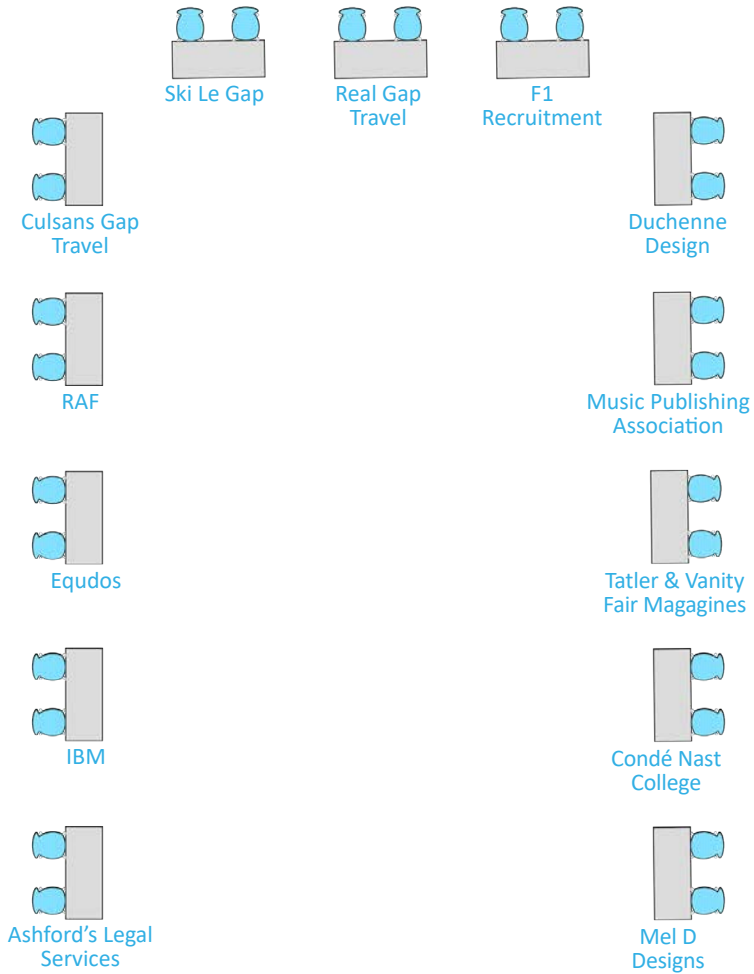 Ski Le Gap
Real Gap
Travel
F1
Recruitment
Culsans Gap
Travel
Duchenne
Design
RAF
Music Publishing
Association
Equdos
Tatler & Vanity
Fair Magagines
IBM
Condé Nast
College
Ashford's Legal
Services
Mel D
Designs